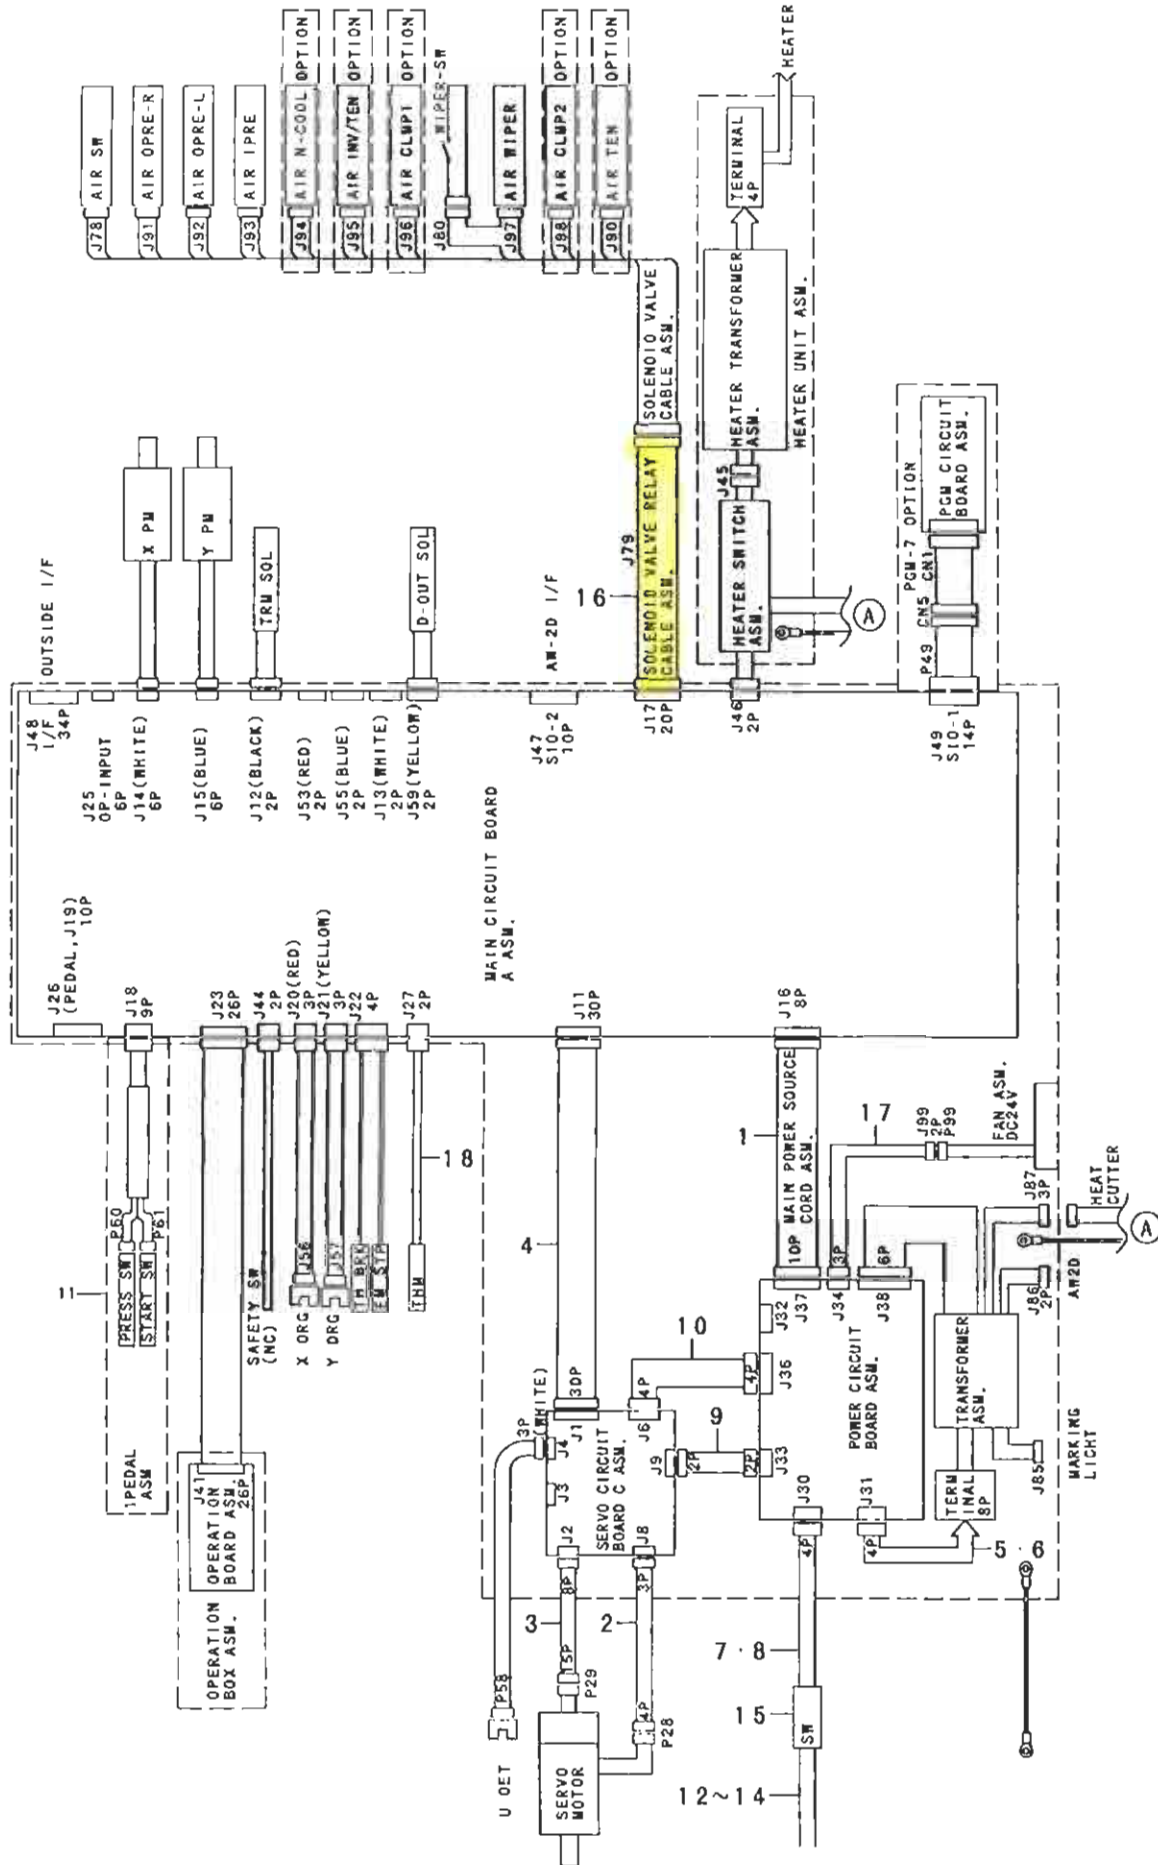 J78
AIR SW
J91
AIR OPRE-R
J92
AIR OPRE-L
J93
AIR IPRE
J94
AIR N-COOL
OPTION
J95
AIR INV/TEN
OPTION
J96
AIR CLMP1
OPTION
J80
WIPER-SW
J97
AIR WIPER
J98
AIR CLMP2
OPTION
J90
AIR TEN
OPTION
SOLENOID VALVE
CABLE ASM.
J79
SOLENOID VALVE RELAY
CABLE ASM.
16
J17
20P
TERMINAL
4P
HEATER
HEATER TRANSFORMER
ASM.
HEATER UNIT ASM.
J45
HEATER SWITCH
ASM.
J46
2P
A
PGM-7 OPTION
PGM CIRCUIT
BOARD ASM.
CN1
CN5
P49
J49
SIO-1
14P
OUTSIDE I/F
J48
I/F
34P
J25
OP-INPUT
6P
J14(WHITE)
6P
X PM
J15(BLUE)
6P
Y PM
J12(BLACK)
2P
TRM SOL
J53(RED)
2P
J55(BLUE)
2P
J13(WHITE)
2P
J59(YELLOW)
2P
D-OUT SOL
AW-2D I/F
J47
SIO-2
10P
MAIN CIRCUIT BOARD
A ASM.
J26
(PEDAL,J19)
10P
J18
9P
J23
26P
J44
2P
J20(RED)
3P
J21(YELLOW)
3P
J22
4P
J27
2P
J11
30P
J16
8P
11
P60
P61
PRESS SW
START SW
1PEDAL
ASM
J41
OPERATION
BOARD ASM.
26P
OPERATION
BOX ASM.
SAFETY SW
(NC)
X ORG
J56
Y ORG
J57
TH BRK
EM STP
THM
18
4
1
MAIN POWER SOURCE
CORD ASM.
10P
J37
17
J99
2P
P99
FAN ASM.
DC24V
3P
J34
6P
J38
J32
J36
4P
10
4P
J6
9
2P
J9
2P
J33
30P
J1
3P
(WHITE)
J4
J3
J2
SERVO CIRCUIT
BOARD C ASM.
J8
8P
3
15P
P29
3P
2
4P
P28
P58
U DET
SERVO
MOTOR
POWER CIRCUIT
BOARD ASM.
J30
4P
J31
4P
7 · 8
15
SW
12~14
5 · 6
TERM
INAL
8P
TRANSFORMER
ASM.
J85
MARKING
LIGHT
J86
2P
AW2D
J87
3P
HEAT
CUTTER
A